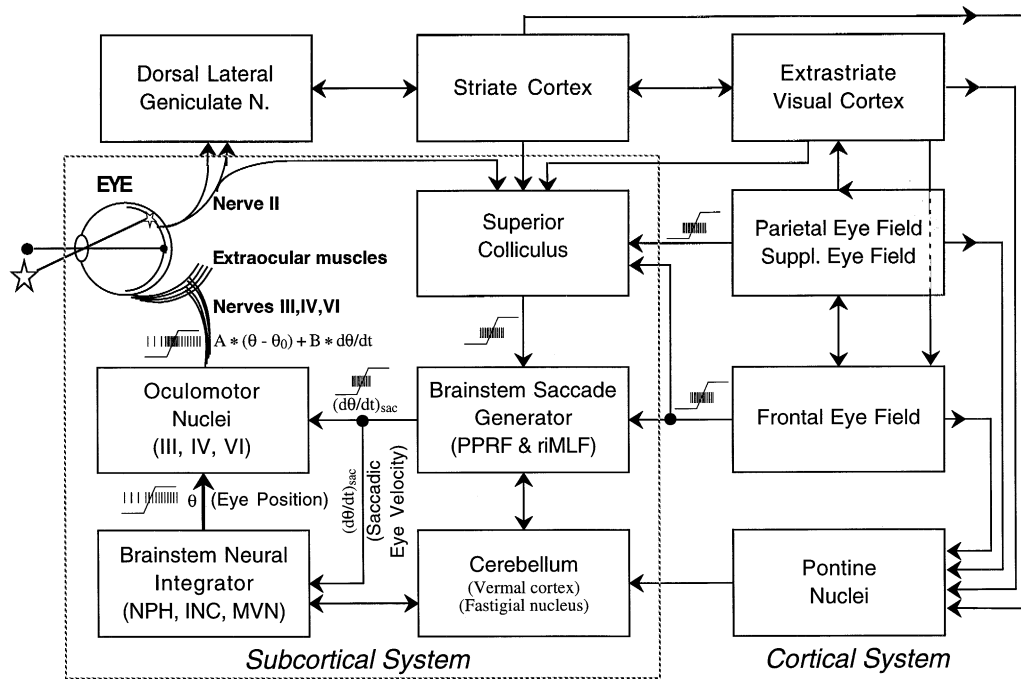 Dorsal Lateral
Geniculate N.
Striate Cortex
Extrastriate
Visual Cortex
EYE
Nerve II
Superior
Colliculus
Parietal Eye Field
Suppl. Eye Field
Extraocular muscles
Nerves III,IV,VI
A * (θ - θ₀) + B * dθ/dt
Oculomotor
Nuclei
(III, IV, VI)
(dθ/dt)sac
Brainstem Saccade
Generator
(PPRF & riMLF)
Frontal Eye Field
θ (Eye Position)
(dθ/dt)sac
(Saccadic
Eye Velocity)
Brainstem Neural
Integrator
(NPH, INC, MVN)
Cerebellum
(Vermal cortex)
(Fastigial nucleus)
Pontine
Nuclei
Subcortical System
Cortical System